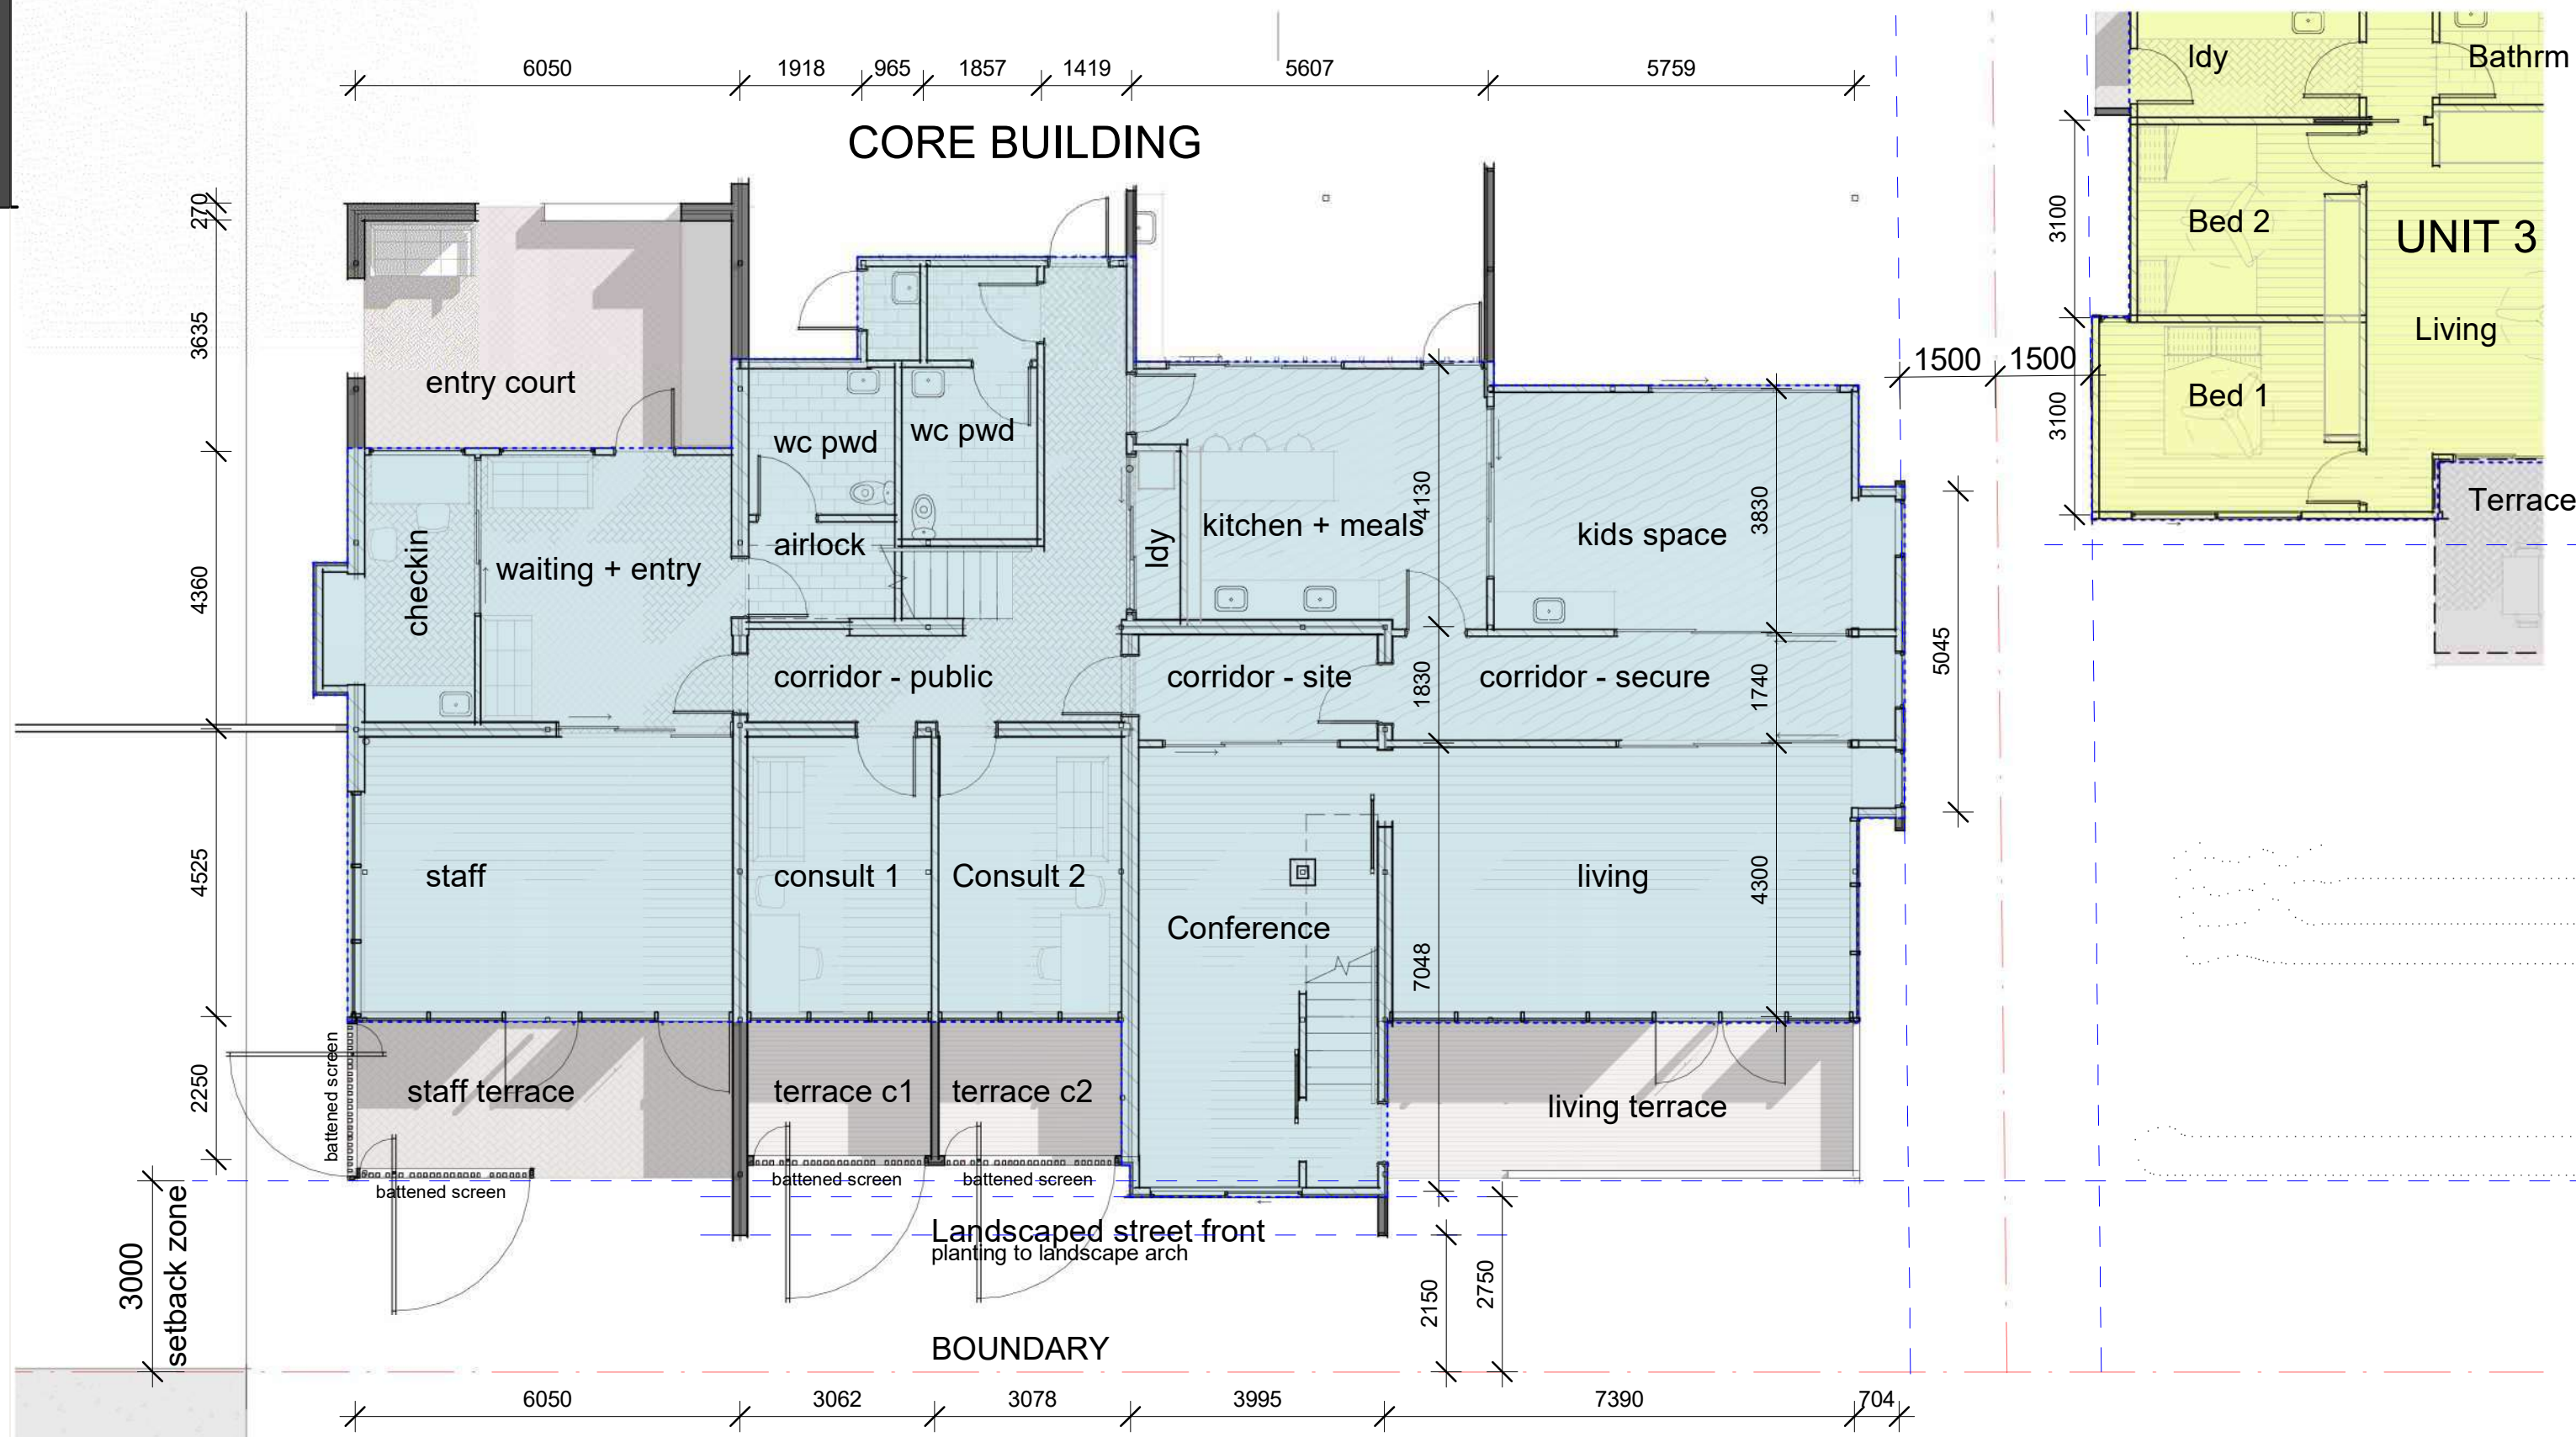 6050 1918 965 1857 1419 5607 5759
ldy
Bathrm
CORE BUILDING
270
3635
4360
4525
2250
3000
setback zone
entry court
3100
Bed 2
UNIT 3
Living
1500 1500
3100
Bed 1
Terrace
wc pwd
wc pwd
checkin
waiting + entry
airlock
ldy
kitchen + meals
4130
kids space
3830
corridor - public
corridor - site
1830
corridor - secure
1740
5045
staff
consult 1
Consult 2
Conference
7048
living
4300
battened screen
staff terrace
terrace c1
terrace c2
living terrace
battened screen
battened screen
battened screen
Landscaped street front
planting to landscape arch
2150
2750
BOUNDARY
6050 3062 3078 3995 7390 704